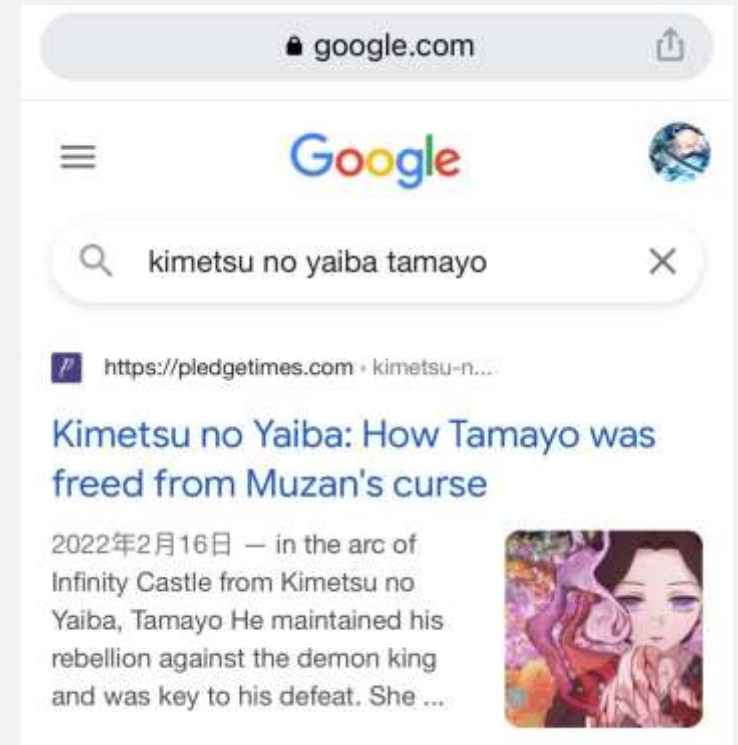 google.com
Google
kimetsu no yaiba tamayo
https://pledgetimes.com › kimetsu-n...
Kimetsu no Yaiba: How Tamayo was
freed from Muzan's curse
2022年2月16日 — in the arc of
Infinity Castle from Kimetsu no
Yaiba, Tamayo He maintained his
rebellion against the demon king
and was key to his defeat. She ...